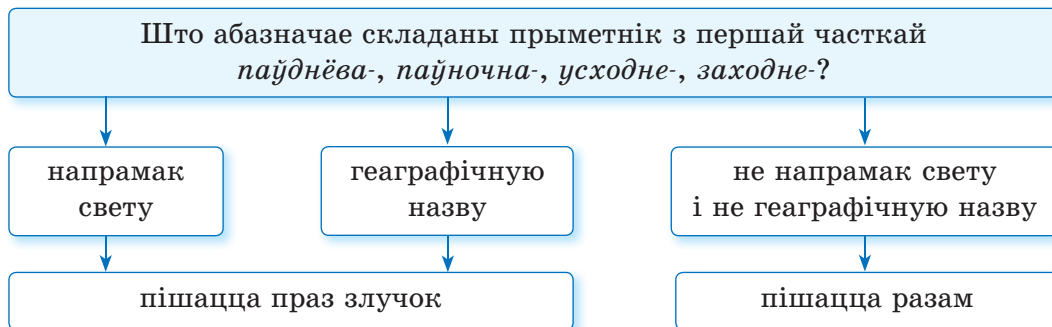 Што абазначае складаны прыметнік з першай часткай
паўднёва-, паўночна-, усходне-, заходне-?
напрамак
свету
геаграфічную
назву
не напрамак свету
і не геаграфічную назву
пішацца праз злучок
пішацца разам